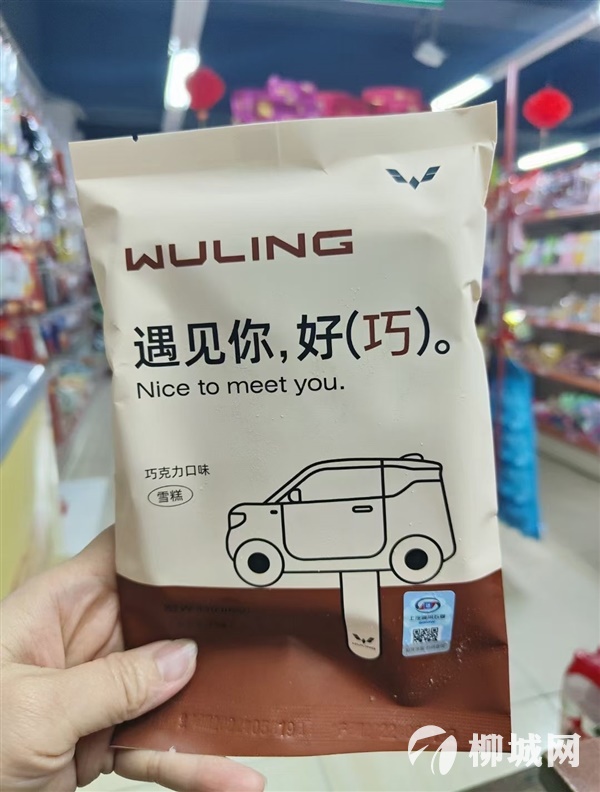 WULING
遇见你,好(巧)。
Nice to meet you.
巧克力口味
雪糕
柳城网